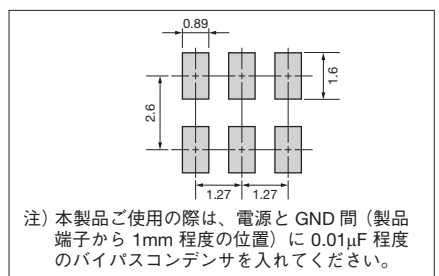 0.89
1.6
2.6
1.27 1.27
注）本製品ご使用の際は、電源と GND 間（製品
端子から 1mm 程度の位置）に 0.01μF 程度
のバイパスコンデンサを入れてください。